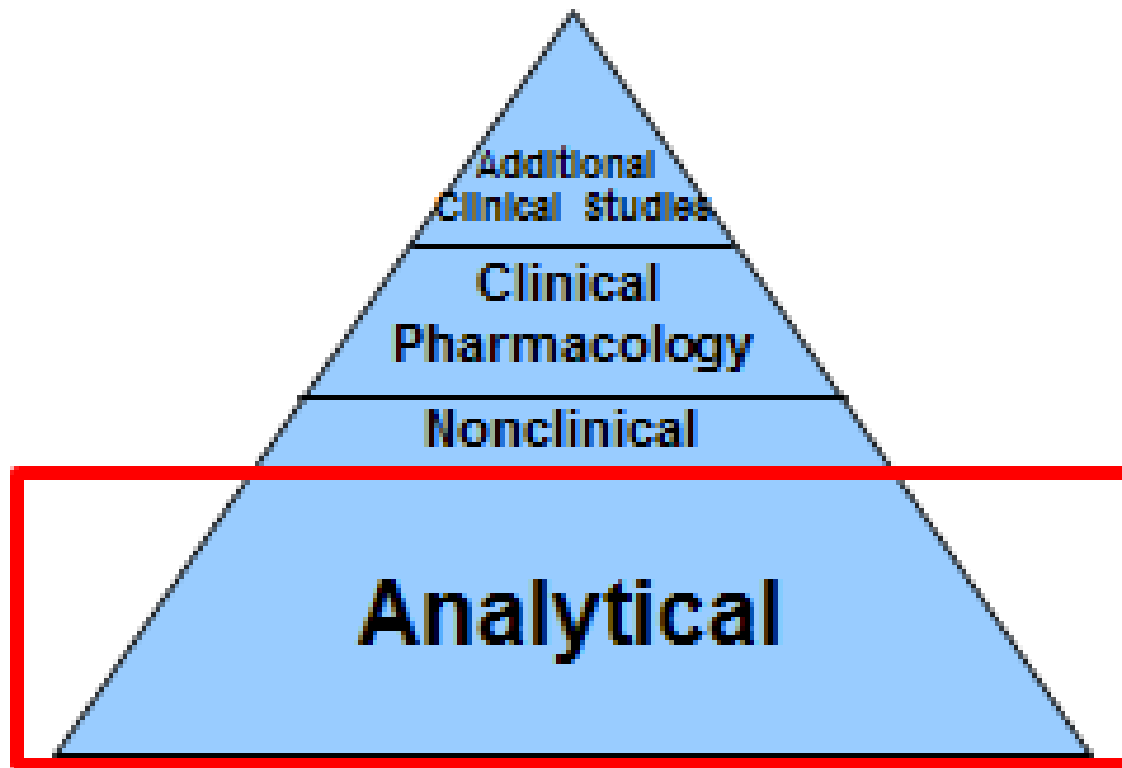 Additional
Clinical Studies
Clinical
Pharmacology
Nonclinical
Analytical